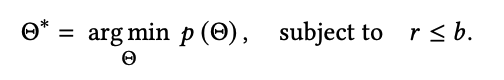 Θ* = arg min p (Θ), subject to r ≤ b.
Θ